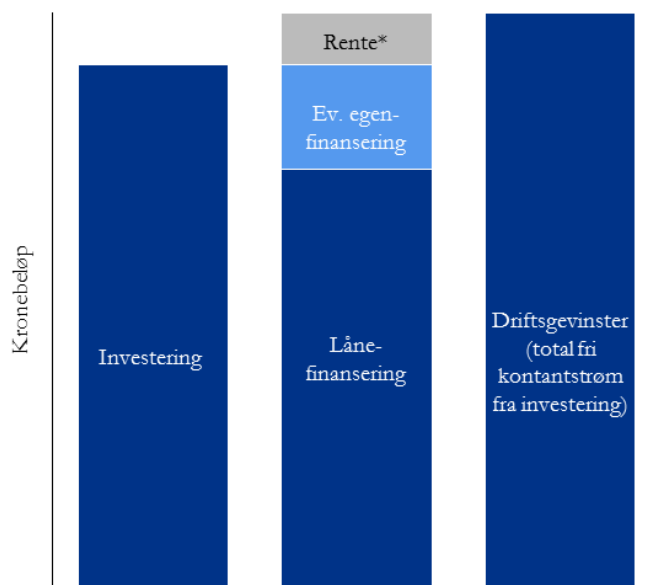 Kronebeløp
Investering
Rente*
Ev. egen-
finansering
Låne-
finansering
Driftsgevinster
(total fri
kontantstrøm
fra investering)